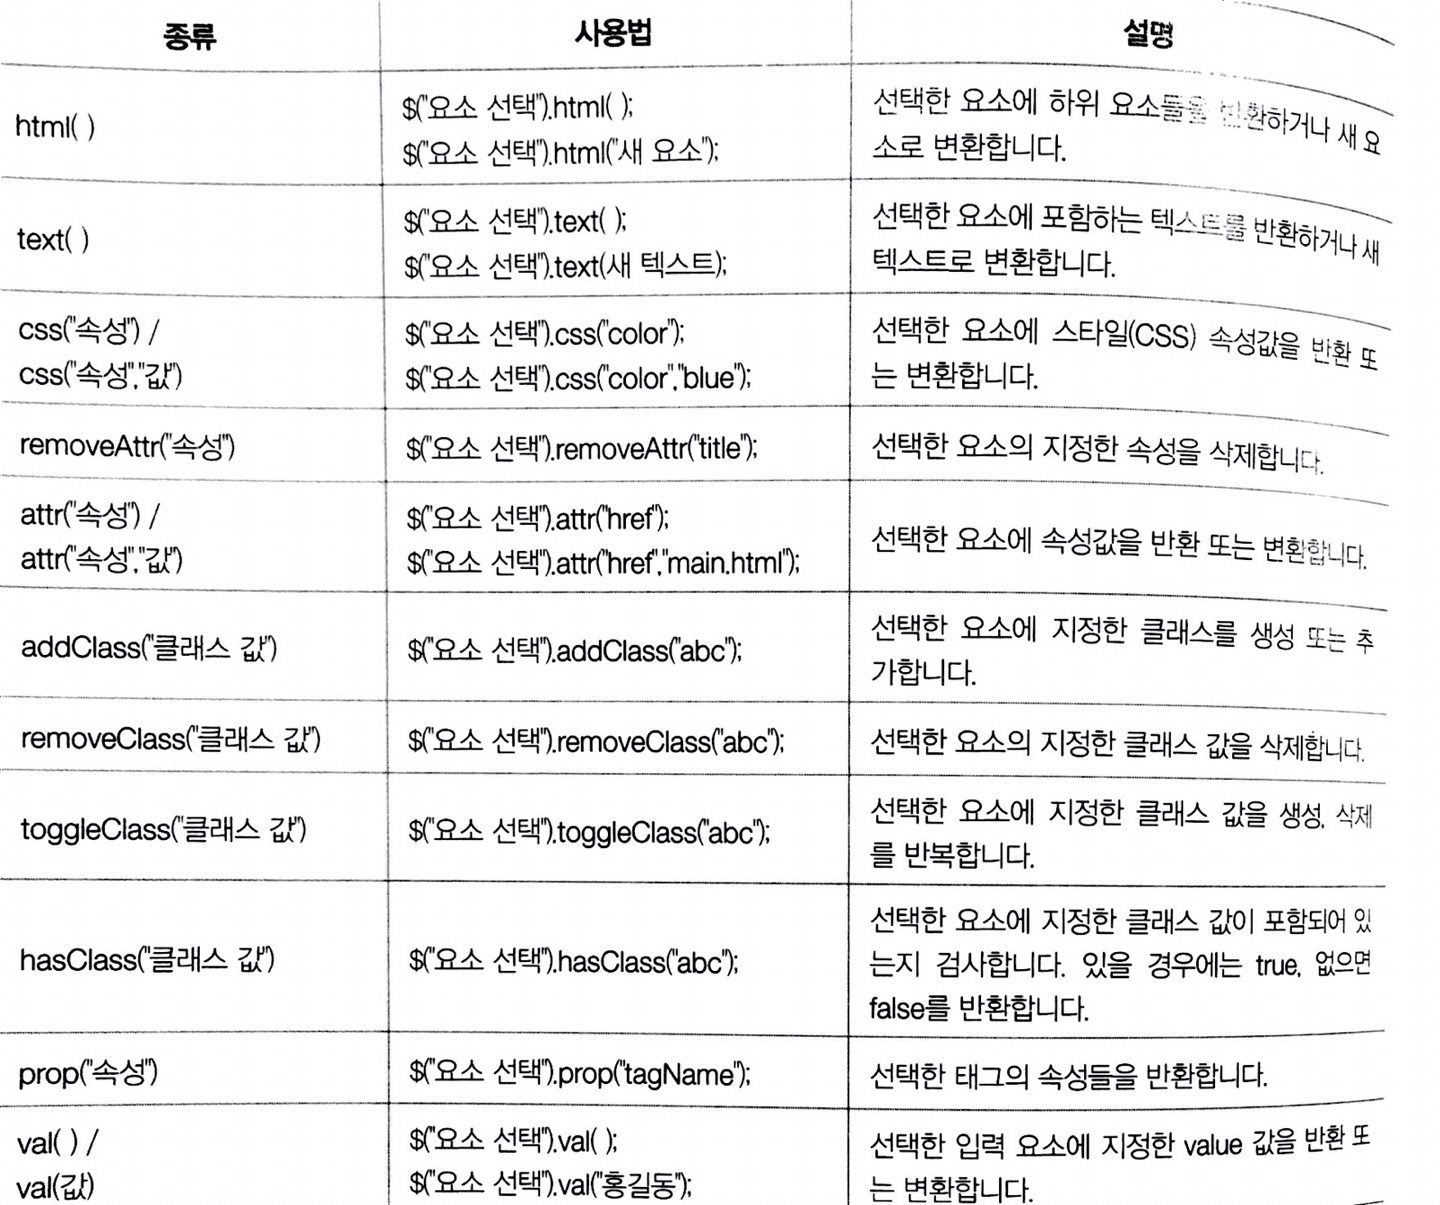 종류 사용법 설명
html( )
$("요소 선택").html( );
$("요소 선택").html("새 요소");
선택한 요소에 하위 요소들을 반환하거나 새 요
소로 변환합니다.
text( )
$("요소 선택").text( );
$("요소 선택").text(새 텍스트);
선택한 요소에 포함하는 텍스트를 반환하거나 새
텍스트로 변환합니다.
css("속성") /
css("속성","값")
$("요소 선택").css("color");
$("요소 선택").css("color","blue");
선택한 요소에 스타일(CSS) 속성값을 반환 또
는 변환합니다.
removeAttr("속성")
$("요소 선택").removeAttr("title");
선택한 요소의 지정한 속성을 삭제합니다.
attr("속성") /
attr("속성","값")
$("요소 선택").attr("href");
$("요소 선택").attr("href","main.html");
선택한 요소에 속성값을 반환 또는 변환합니다.
addClass("클래스 값")
$("요소 선택").addClass("abc");
선택한 요소에 지정한 클래스를 생성 또는 추
가합니다.
removeClass("클래스 값")
$("요소 선택").removeClass("abc");
선택한 요소의 지정한 클래스 값을 삭제합니다.
toggleClass("클래스 값")
$("요소 선택").toggleClass("abc");
선택한 요소에 지정한 클래스 값을 생성, 삭제
를 반복합니다.
hasClass("클래스 값")
$("요소 선택").hasClass("abc");
선택한 요소에 지정한 클래스 값이 포함되어 있
는지 검사합니다. 있을 경우에는 true, 없으면
false를 반환합니다.
prop("속성")
$("요소 선택").prop("tagName");
선택한 태그의 속성들을 반환합니다.
val( ) /
val(값)
$("요소 선택").val( );
$("요소 선택").val("홍길동");
선택한 입력 요소에 지정한 value 값을 반환 또
는 변환합니다.